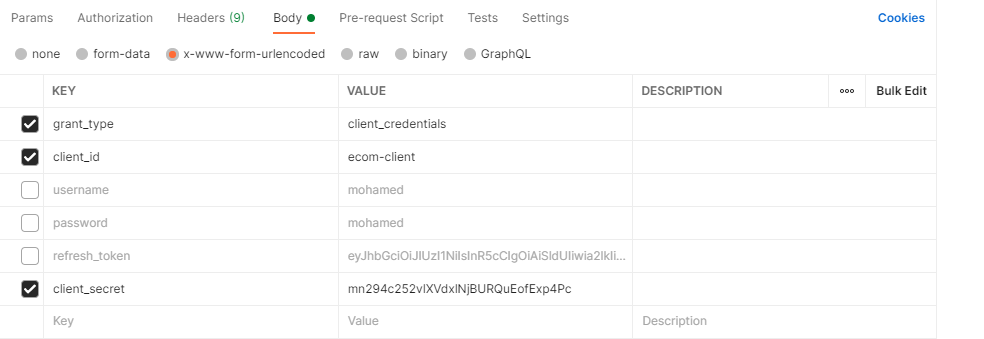 Params Authorization Headers (9) Body Pre-request Script Tests Settings Cookies
none form-data x-www-form-urlencoded raw binary GraphQL
KEY VALUE DESCRIPTION ooo Bulk Edit
grant_type client_credentials
client_id ecom-client
username mohamed
password mohamed
refresh_token
client_secret
Key Value Description